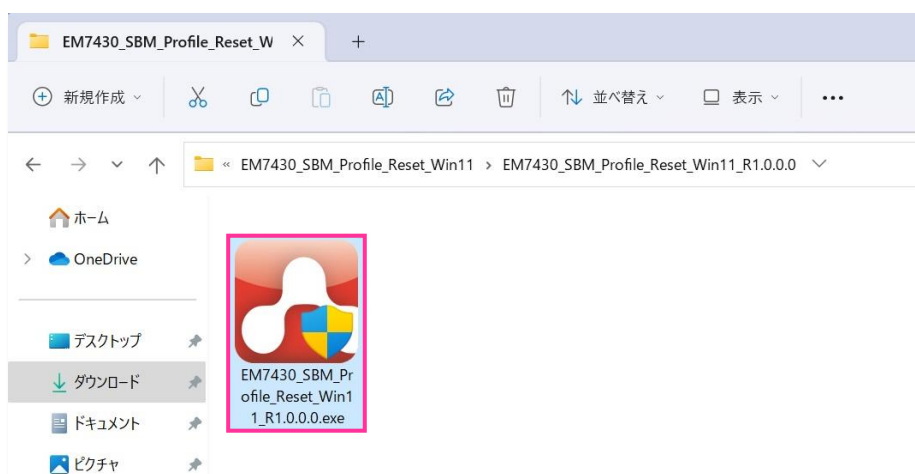 EM7430_SBM_Profile_Reset_W
新規作成
並べ替え
表示
« EM7430_SBM_Profile_Reset_Win11 > EM7430_SBM_Profile_Reset_Win11_R1.0.0.0
ホーム
OneDrive
デスクトップ
ダウンロード
ドキュメント
ピクチャ
EM7430_SBM_Pr
ofile_Reset_Win1
1_R1.0.0.0.exe